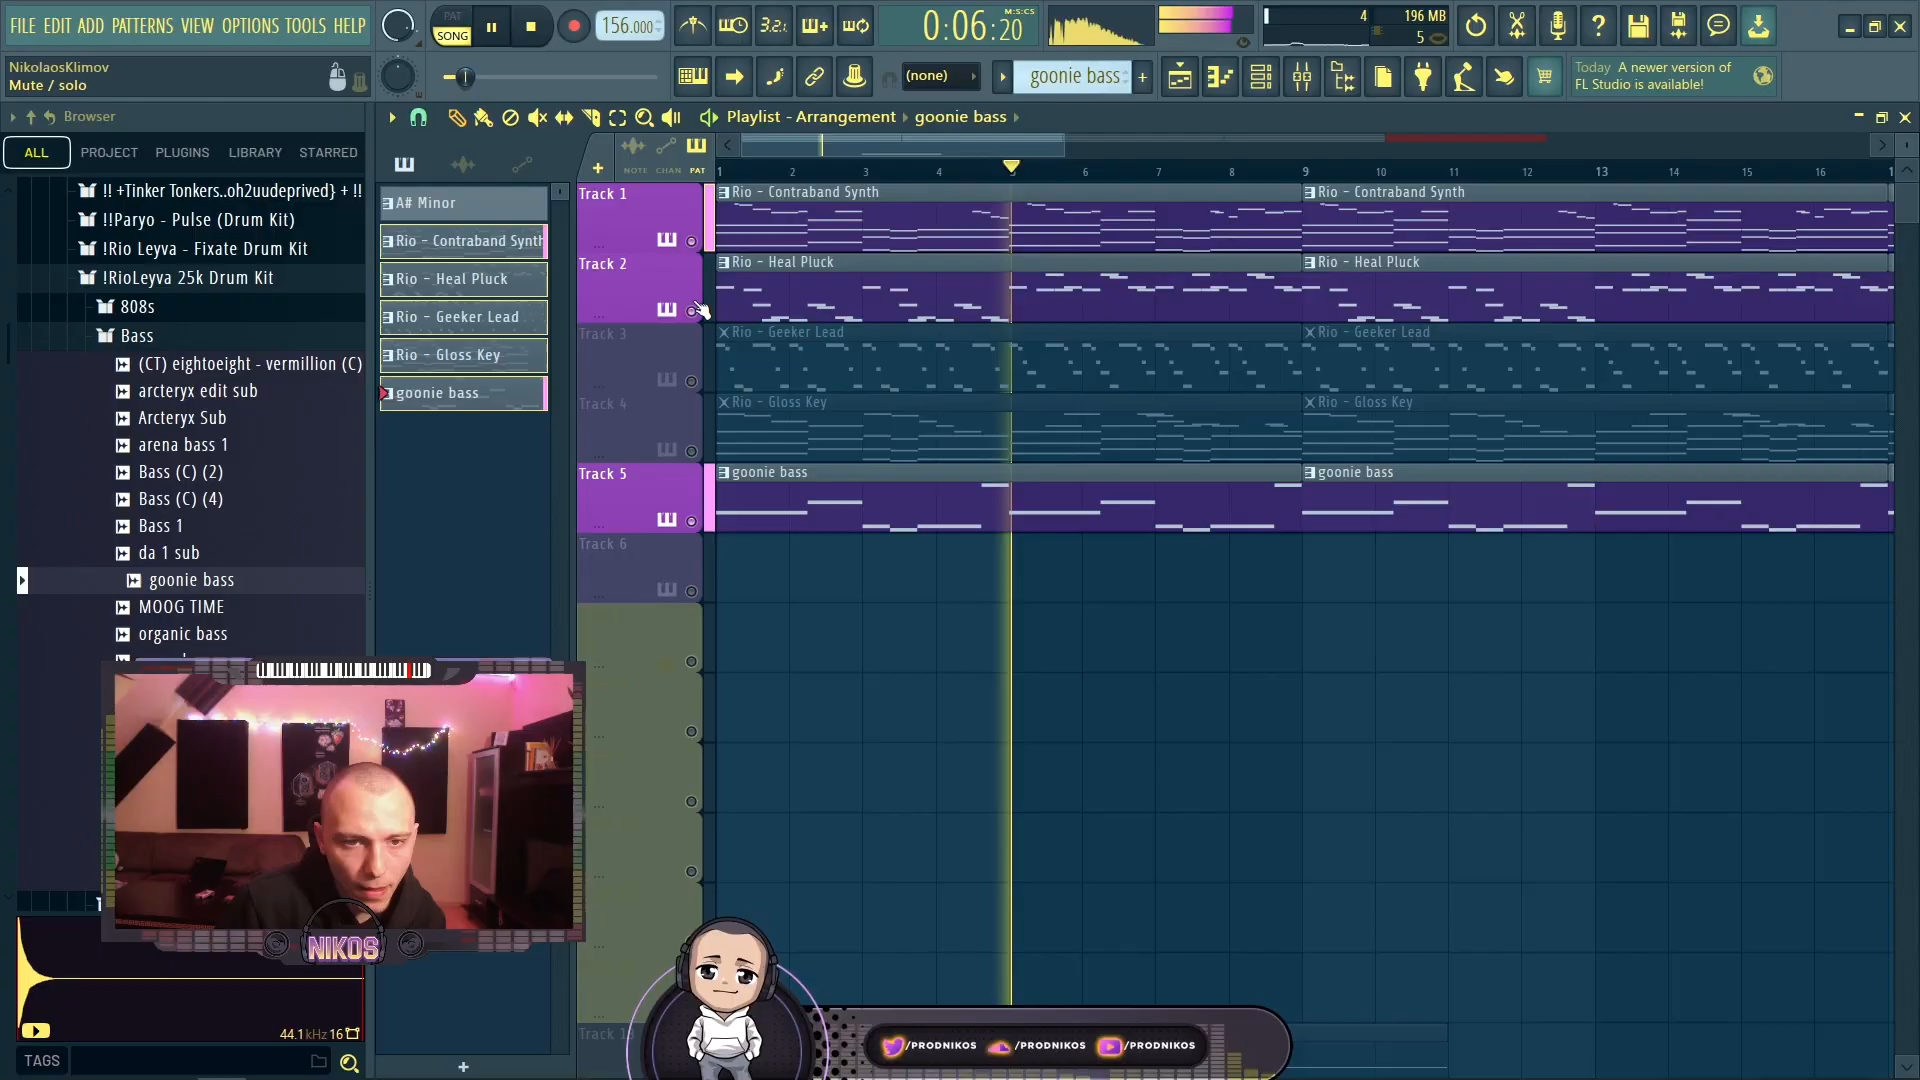 FILE EDIT ADD PATTERNS VIEW OPTIONS TOOLS HELP
PAT
SONG
156.000
3.2.
0:06:20
M:S:CS
4
196 MB
5
NikolaosKlimov
Mute / solo
(none)
goonie bass
Today A newer version of
FL Studio is available!
Browser
Playlist - Arrangement
goonie bass
ALL
PROJECT
PLUGINS
LIBRARY
STARRED
!! +Tinker Tonkers..oh2uudeprived} + !!
!!Paryo - Pulse (Drum Kit)
!Rio Leyva - Fixate Drum Kit
!RioLeyva 25k Drum Kit
808s
Bass
(CT) eightoeight - vermillion (C)
arcteryx edit sub
Arcteryx Sub
arena bass 1
Bass (C) (2)
Bass (C) (4)
Bass 1
da 1 sub
goonie bass
MOOG TIME
organic bass
44.1kHz 16
TAGS
A# Minor
Rio - Contraband Synth
Rio - Heal Pluck
Rio - Geeker Lead
Rio - Gloss Key
goonie bass
NOTE CHAN PAT
1 2 3 4 5 6 7 8 9 10 11 12 13 14 15 16
Track 1
Rio - Contraband Synth
Rio - Contraband Synth
Track 2
Rio - Heal Pluck
Rio - Heal Pluck
Track 3
Rio - Geeker Lead
Rio - Geeker Lead
Track 4
Rio - Gloss Key
Rio - Gloss Key
Track 5
goonie bass
goonie bass
Track 6
NIKOS
/PRODNIKOS
/PRODNIKOS
/PRODNIKOS